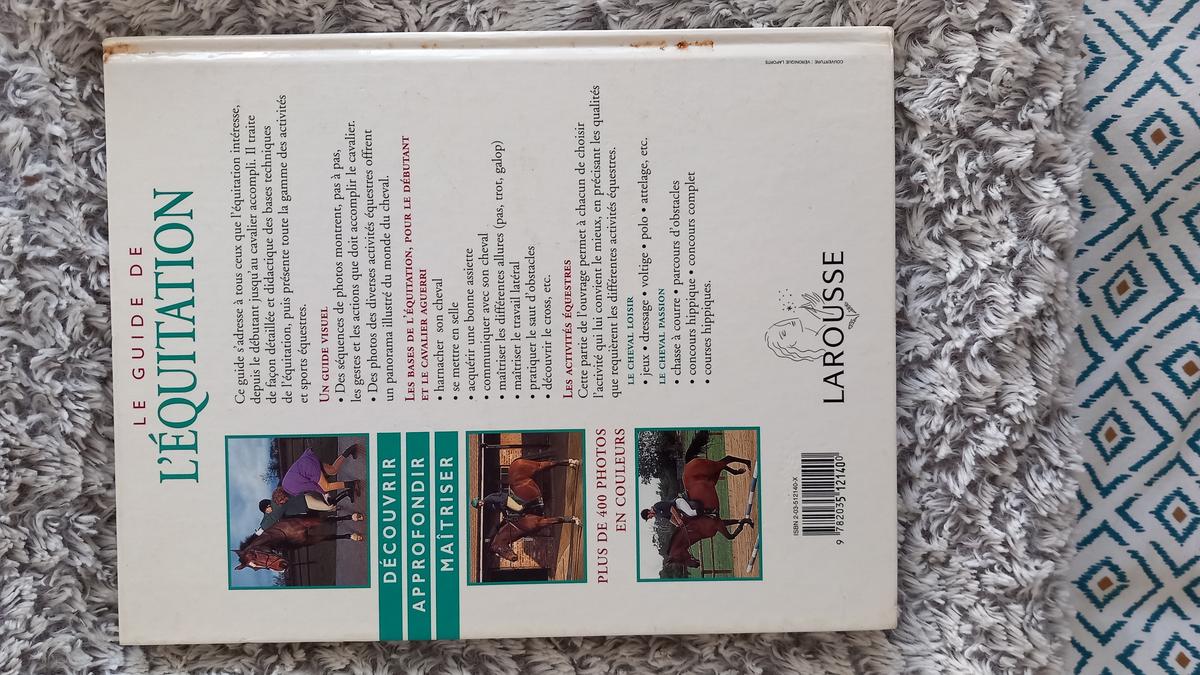 LE GUIDE DE
L'ÉQUITATION
Ce guide s'adresse à tous ceux que l'équitation intéresse,
depuis le débutant jusqu'au cavalier accompli. Il traite
de façon détaillée et didactique des bases techniques
de l'équitation, puis présente toute la gamme des activités
et sports équestres.
UN GUIDE VISUEL
• Des séquences de photos montrent, pas à pas,
les gestes et les actions que doit accomplir le cavalier.
• Des photos des diverses activités équestres offrent
un panorama illustré du monde du cheval.
LES BASES DE L'ÉQUITATION, POUR LE DÉBUTANT
ET LE CAVALIER AGUERRI
• harnacher son cheval
• se mettre en selle
• acquérir une bonne assiette
• communiquer avec son cheval
• maîtriser les différentes allures (pas, trot, galop)
• maîtriser le travail latéral
• pratiquer le saut d'obstacles
• découvrir le cross, etc.
LES ACTIVITÉS ÉQUESTRES
Cette partie de l'ouvrage permet à chacun de choisir
l'activité qui lui convient le mieux, en précisant les qualités
que requièrent les différentes activités équestres.
LE CHEVAL LOISIR
• jeux • dressage • voltige • polo • attelage, etc.
LE CHEVAL PASSION
• chasse à courre • parcours d'obstacles
• concours hippique • concours complet
• courses hippiques.
DÉCOUVRIR
APPROFONDIR
MAÎTRISER
PLUS DE 400 PHOTOS
EN COULEURS
ISBN 2-03-512140-X
9 782035 121400
LAROUSSE
COUVERTURE : VÉRONIQUE LAPORTE